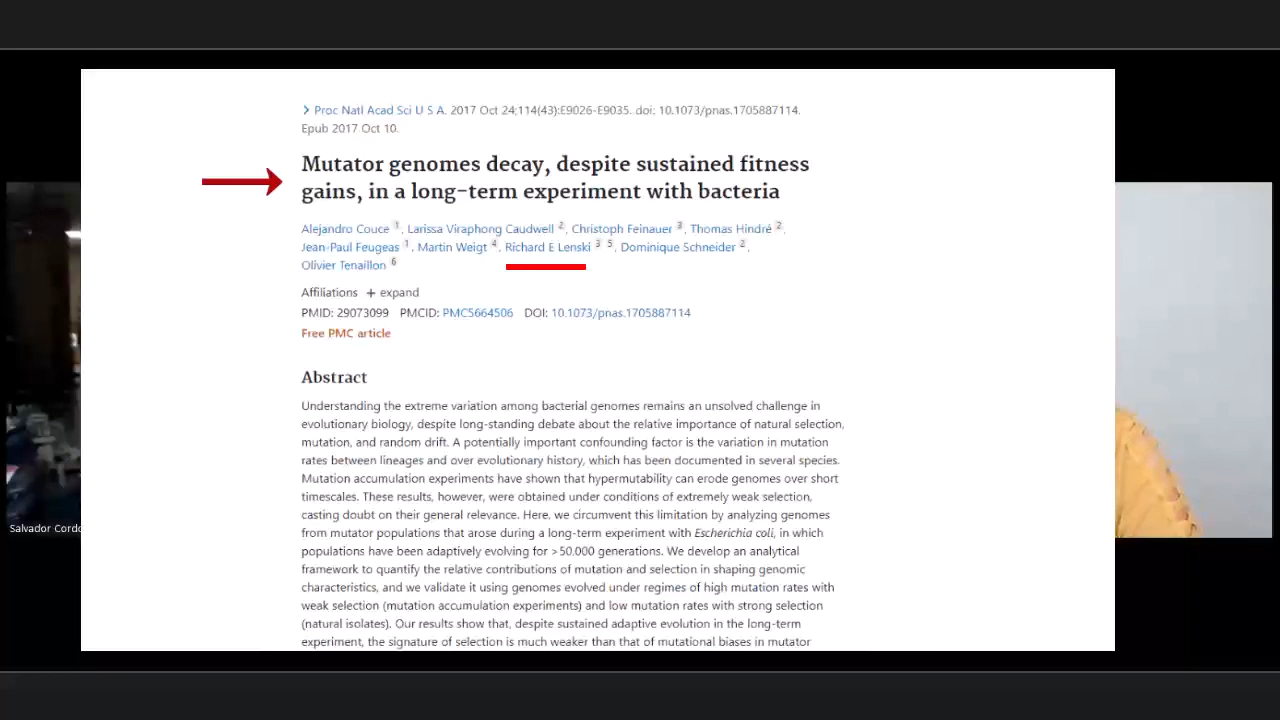 Proc Natl Acad Sci U S A. 2017 Oct 24;114(43):E9026-E9035. doi: 10.1073/pnas.1705887114.
Epub 2017 Oct 10.
Mutator genomes decay, despite sustained fitness
gains, in a long-term experiment with bacteria
Alejandro Couce 1, Larissa Viraphong Caudwell 2, Christoph Feinauer 3, Thomas Hindré 2,
Jean-Paul Feugeas 1, Martin Weigt 4, Richard E Lenski 3 5, Dominique Schneider 2,
Olivier Tenaillon 6
Affiliations + expand
PMID: 29073099 PMCID: PMC5664506 DOI: 10.1073/pnas.1705887114
Free PMC article
Abstract
Understanding the extreme variation among bacterial genomes remains an unsolved challenge in
evolutionary biology, despite long-standing debate about the relative importance of natural selection,
mutation, and random drift. A potentially important confounding factor is the variation in mutation
rates between lineages and over evolutionary history, which has been documented in several species.
Mutation accumulation experiments have shown that hypermutability can erode genomes over short
timescales. These results, however, were obtained under conditions of extremely weak selection,
casting doubt on their general relevance. Here, we circumvent this limitation by analyzing genomes
from mutator populations that arose during a long-term experiment with Escherichia coli, in which
populations have been adaptively evolving for >50,000 generations. We develop an analytical
framework to quantify the relative contributions of mutation and selection in shaping genomic
characteristics, and we validate it using genomes evolved under regimes of high mutation rates with
weak selection (mutation accumulation experiments) and low mutation rates with strong selection
(natural isolates). Our results show that, despite sustained adaptive evolution in the long-term
experiment, the signature of selection is much weaker than that of mutational biases in mutator
Salvador Cordo